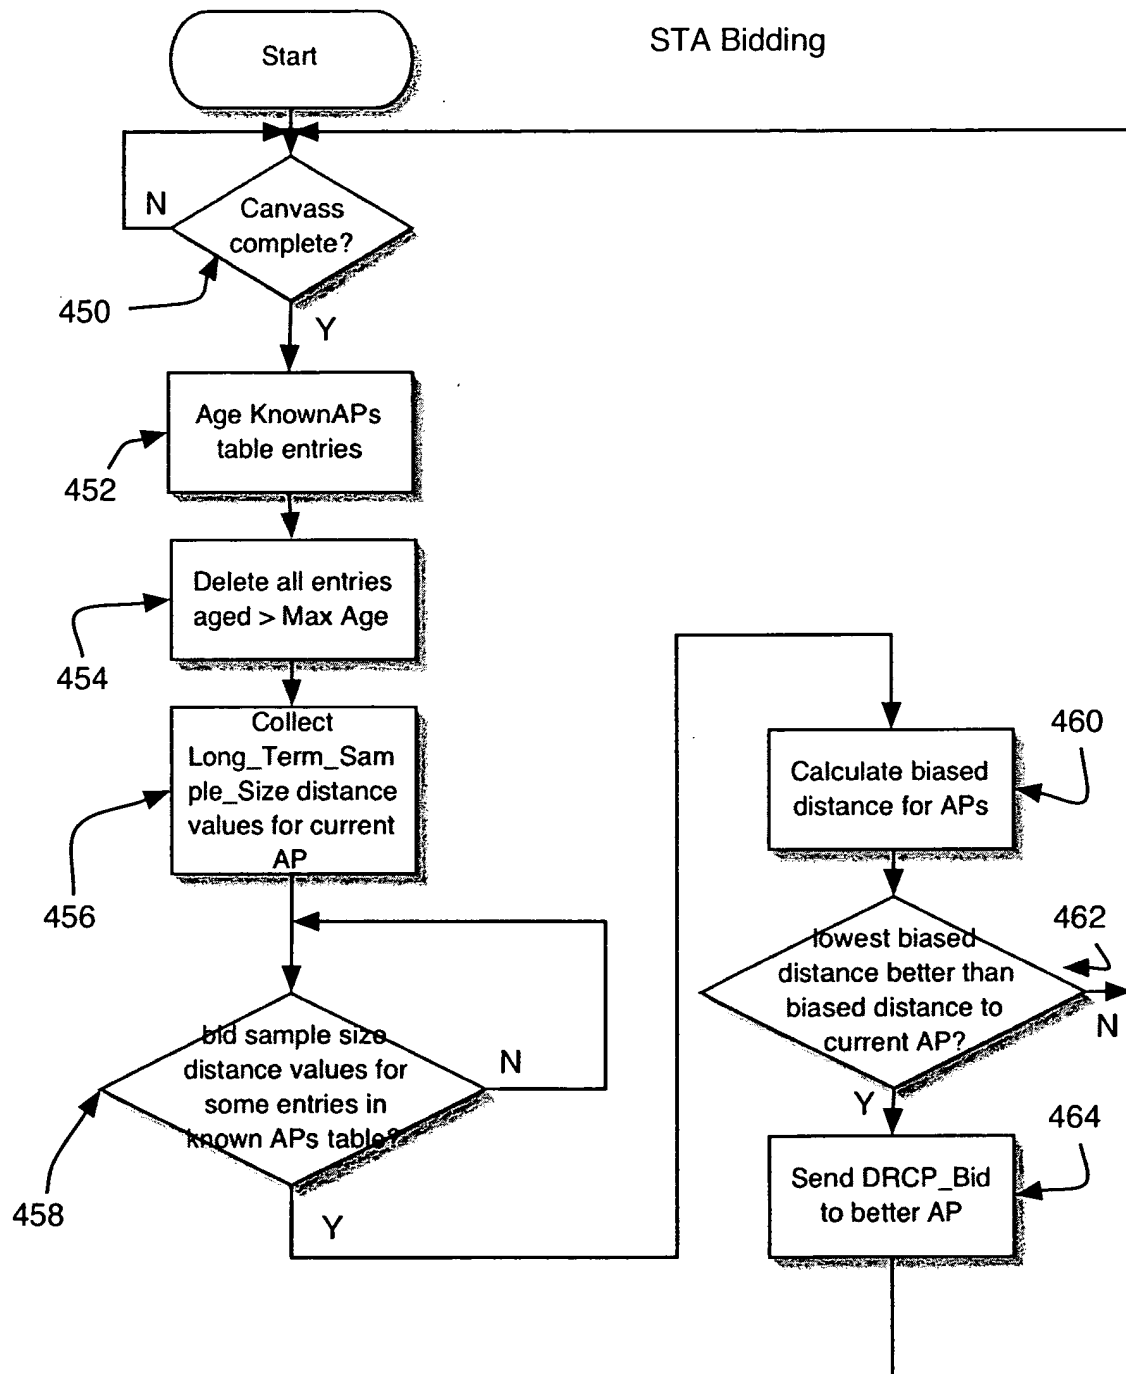 STA Bidding
Start
N
Canvass
complete?
450
Y
Age KnownAPs
table entries
452
Delete all entries
aged > Max Age
454
Collect
Long_Term_Sam
ple_Size distance
values for current
AP
456
bid sample size
distance values for
some entries in
known APs table?
N
458
Y
460
Calculate biased
distance for APs
462
lowest biased
distance better than
biased distance to
current AP?
N
Y
464
Send DRCP_Bid
to better AP